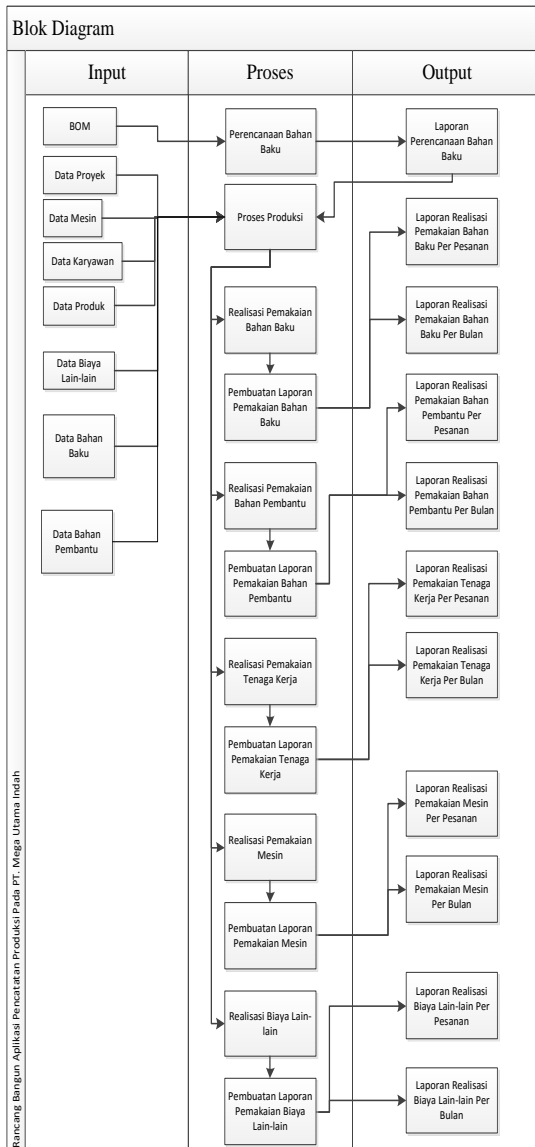 Blok Diagram
Input
Proses
Output
BOM
Data Proyek
Data Mesin
Data Karyawan
Data Produk
Data Biaya
Lain-lain
Data Bahan
Baku
Data Bahan
Pembantu
Perencanaan Bahan
Baku
Proses Produksi
Realisasi Pemakaian
Bahan Baku
Pembuatan Laporan
Pemakaian Bahan
Baku
Realisasi Pemakaian
Bahan Pembantu
Pembuatan Laporan
Pemakaian Bahan
Pembantu
Realisasi Pemakaian
Tenaga Kerja
Pembuatan Laporan
Pemakaian Tenaga
Kerja
Realisasi Pemakaian
Mesin
Pembuatan Laporan
Pemakaian Mesin
Realisasi Biaya Lain-
lain
Pembuatan Laporan
Pemakaian Biaya
Lain-lain
Laporan
Perencanaan Bahan
Baku
Laporan Realisasi
Pemakaian Bahan
Baku Per Pesanan
Laporan Realisasi
Pemakaian Bahan
Baku Per Bulan
Laporan Realisasi
Pemakaian Bahan
Pembantu Per
Pesanan
Laporan Realisasi
Pemakaian Bahan
Pembantu Per Bulan
Laporan Realisasi
Pemakaian Tenaga
Kerja Per Pesanan
Laporan Realisasi
Pemakaian Tenaga
Kerja Per Bulan
Laporan Realisasi
Pemakaian Mesin
Per Pesanan
Laporan Realisasi
Pemakaian Mesin
Per Bulan
Laporan Realisasi
Biaya Lain-lain Per
Pesanan
Laporan Realisasi
Biaya Lain-lain Per
Bulan
Rancang Bangun Aplikasi Pencatatan Produksi Pada PT. Mega Utama Indah